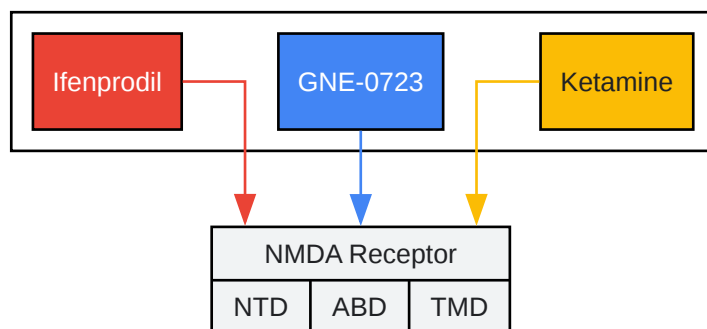 Ifenprodil
GNE-0723
Ketamine
NMDA Receptor
NTD
ABD
TMD